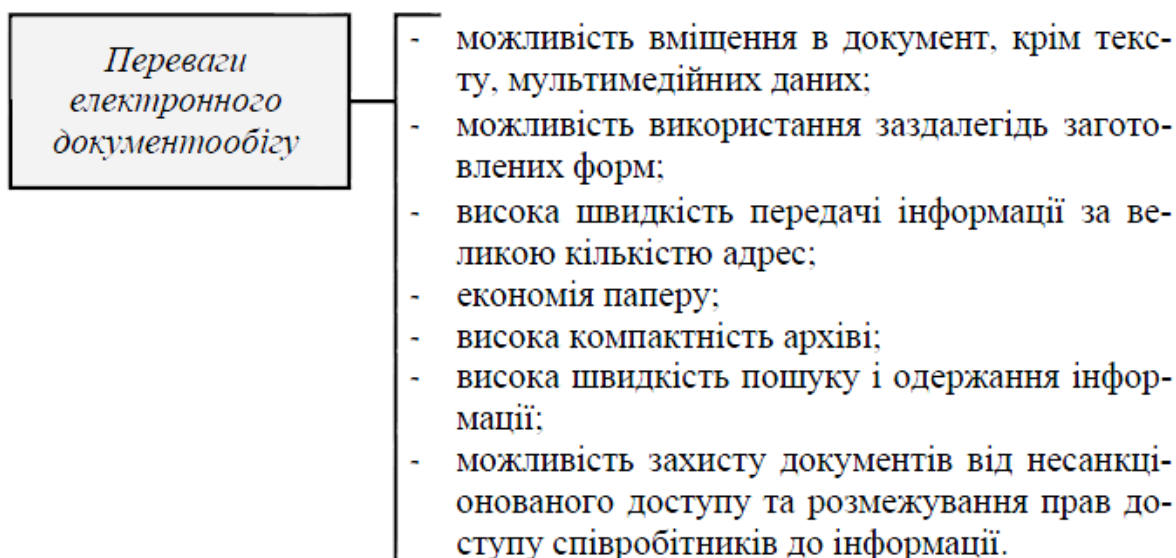 Переваги
електронного
документообігу
- можливість вміщення в документ, крім текс-
ту, мультимедійних даних;
- можливість використання заздалегідь загото-
влених форм;
- висока швидкість передачі інформації за ве-
ликою кількістю адрес;
- економія паперу;
- висока компактність архіві;
- висока швидкість пошуку і одержання інфор-
мації;
- можливість захисту документів від несанкці-
онованого доступу та розмежування прав до-
ступу співробітників до інформації.